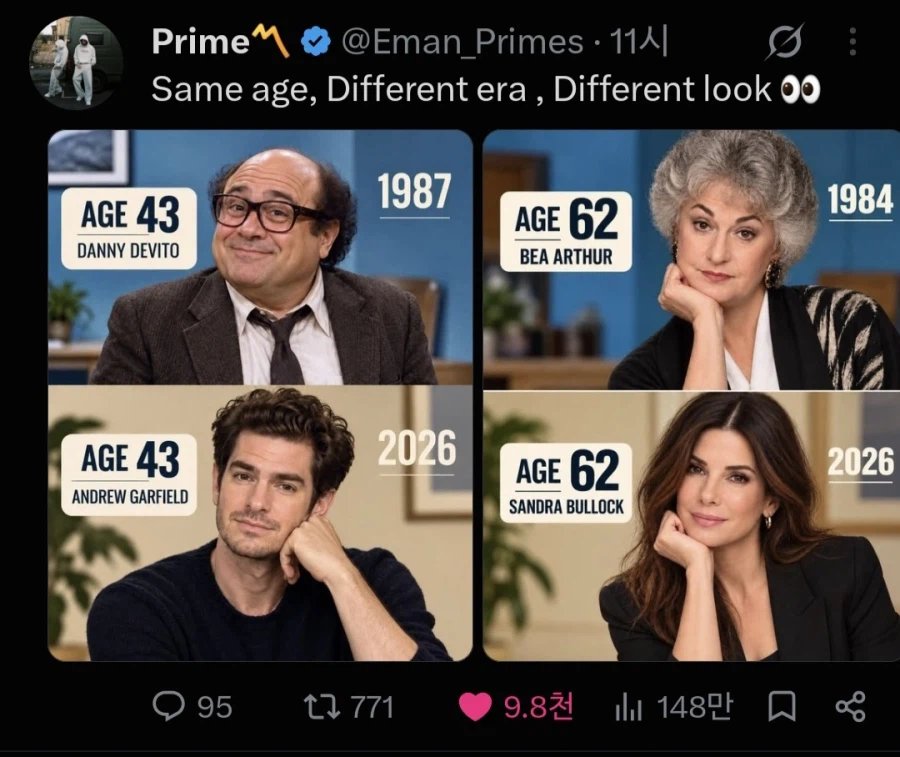 Prime〽️ @Eman_Primes · 11시
Same age, Different era , Different look 👀
AGE 43
DANNY DEVITO
1987
AGE 62
BEA ARTHUR
1984
AGE 43
ANDREW GARFIELD
2026
AGE 62
SANDRA BULLOCK
2026
95 771 9.8천 148만